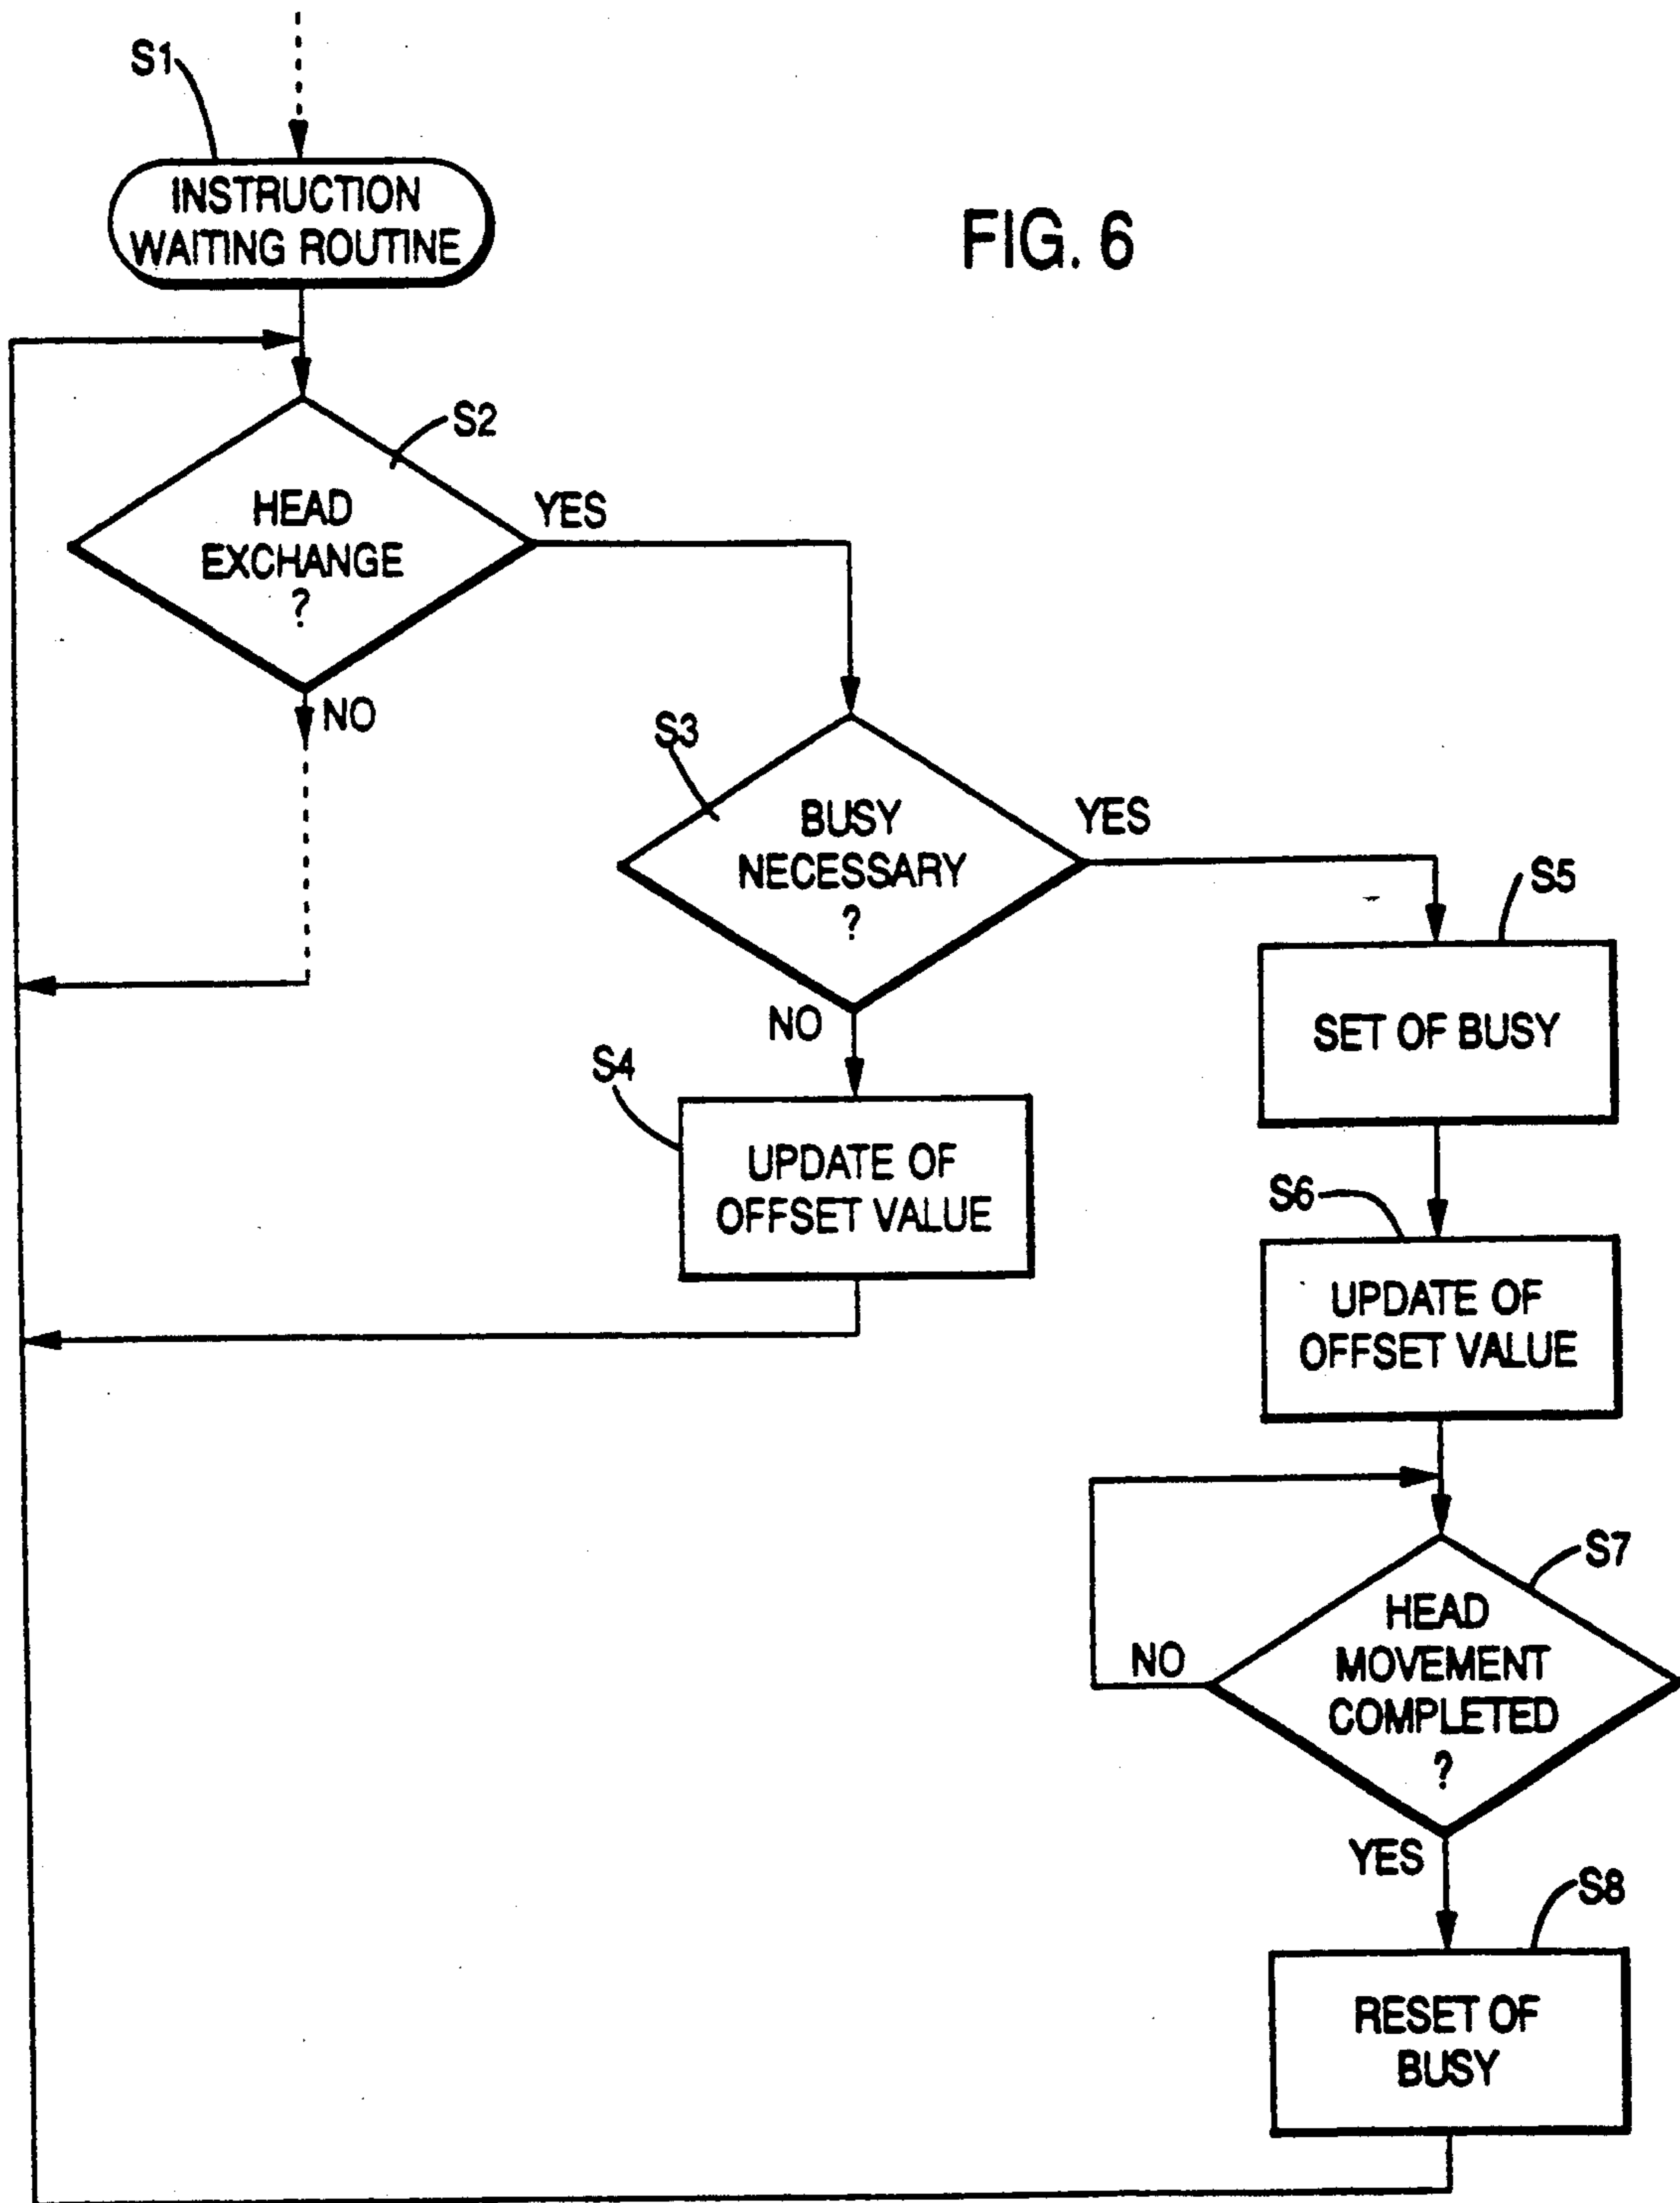 S1
INSTRUCTION
WAITING ROUTINE
FIG. 6
S2
HEAD
EXCHANGE
?
YES
NO
S3
BUSY
NECESSARY
?
YES
NO
S5
SET OF BUSY
S4
UPDATE OF
OFFSET VALUE
S6
UPDATE OF
OFFSET VALUE
S7
HEAD
MOVEMENT
COMPLETED
?
NO
YES
S8
RESET OF
BUSY